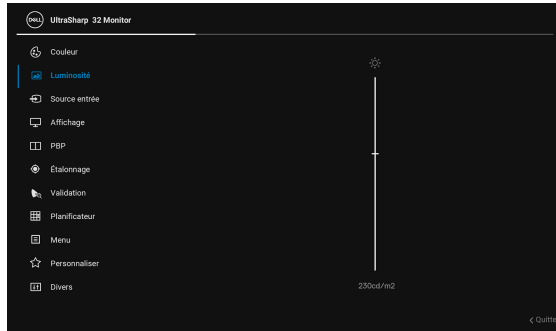 DELL UltraSharp 32 Monitor
Couleur
Luminosité
Source entrée
Affichage
PBP
Étalonnage
Validation
Planificateur
Menu
Personnaliser
Divers
230cd/m2
Quitte